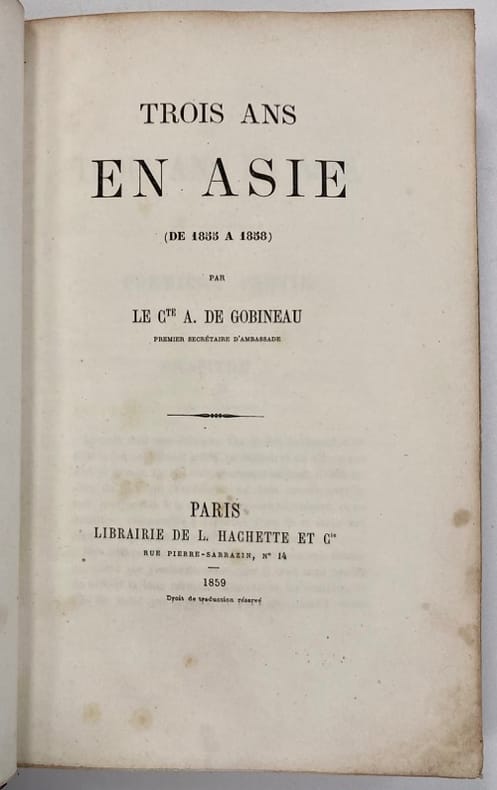 TROIS ANS
EN ASIE
(DE 1855 A 1858)
PAR
LE CTE A. DE GOBINEAU
PREMIER SECRÉTAIRE D'AMBASSADE
PARIS
LIBRAIRIE DE L. HACHETTE ET Cie
RUE PIERRE-SARRAZIN, N° 14
1859
Droit de traduction réservé